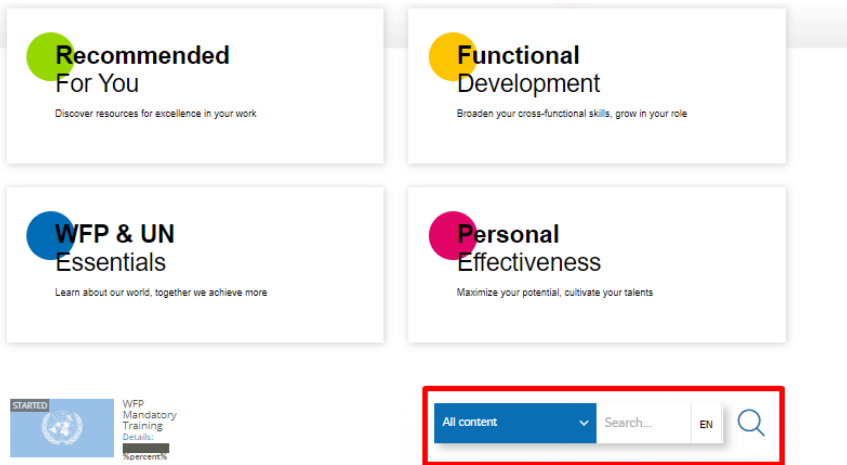 Recommended
For You
Discover resources for excellence in your work
Functional
Development
Broaden your cross-functional skills, grow in your role
WFP & UN
Essentials
Learn about our world, together we achieve more
Personal
Effectiveness
Maximize your potential, cultivate your talents
STARTED
WFP
Mandatory
Training
Details:
%percent%
All content
Search...
EN